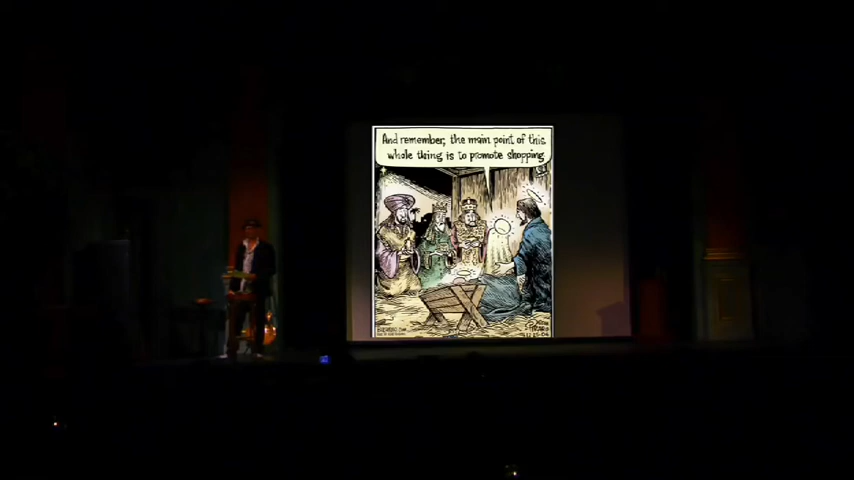 And remember, the main point of this
whole thing is to promote shopping